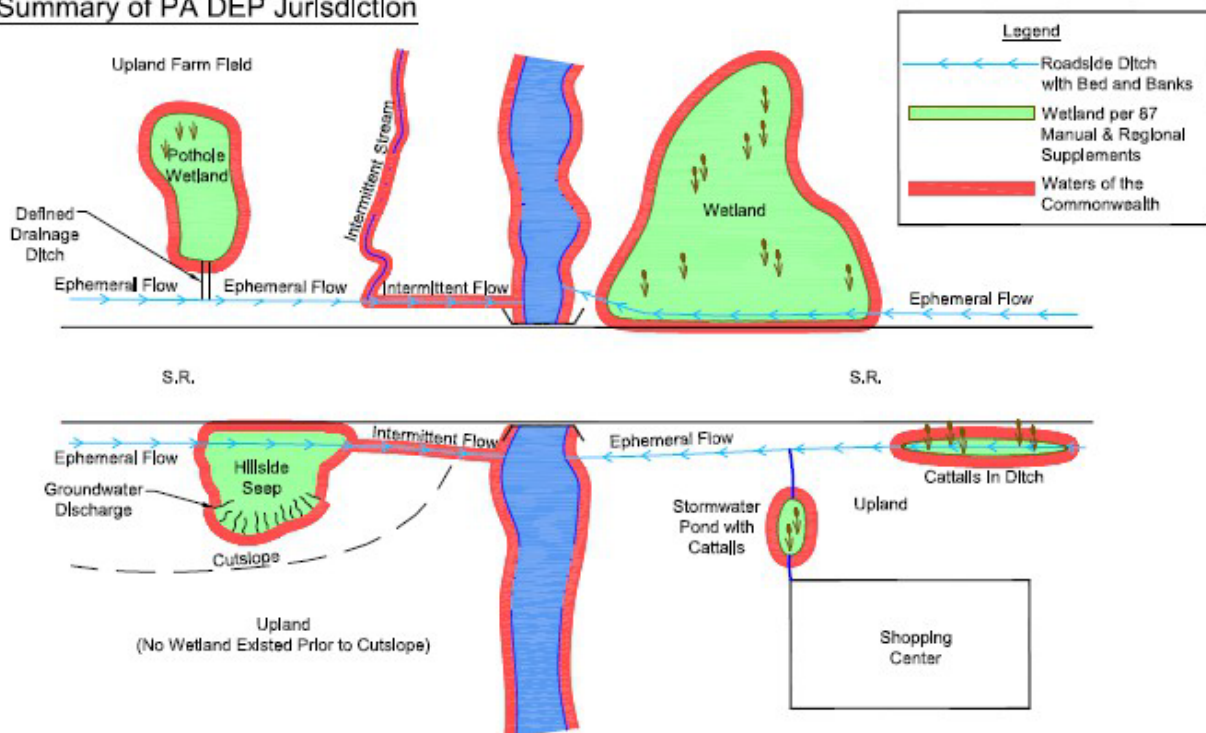 Summary of PA DEP Jurisdiction
Legend
Roadside Ditch
with Bed and Banks
Wetland per 87
Manual & Regional
Supplements
Waters of the
Commonwealth
Upland Farm Field
Pothole
Wetland
Defined
Drainage
Ditch
Intermittent Stream
Wetland
Ephemeral Flow
Ephemeral Flow
Intermittent Flow
Ephemeral Flow
S.R.
S.R.
Ephemeral Flow
Hillside
Seep
Intermittent Flow
Ephemeral Flow
Groundwater
Discharge
Cutslope
Cattails In Ditch
Stormwater
Pond with
Cattails
Upland
Upland
(No Wetland Existed Prior to Cutslope)
Shopping
Center